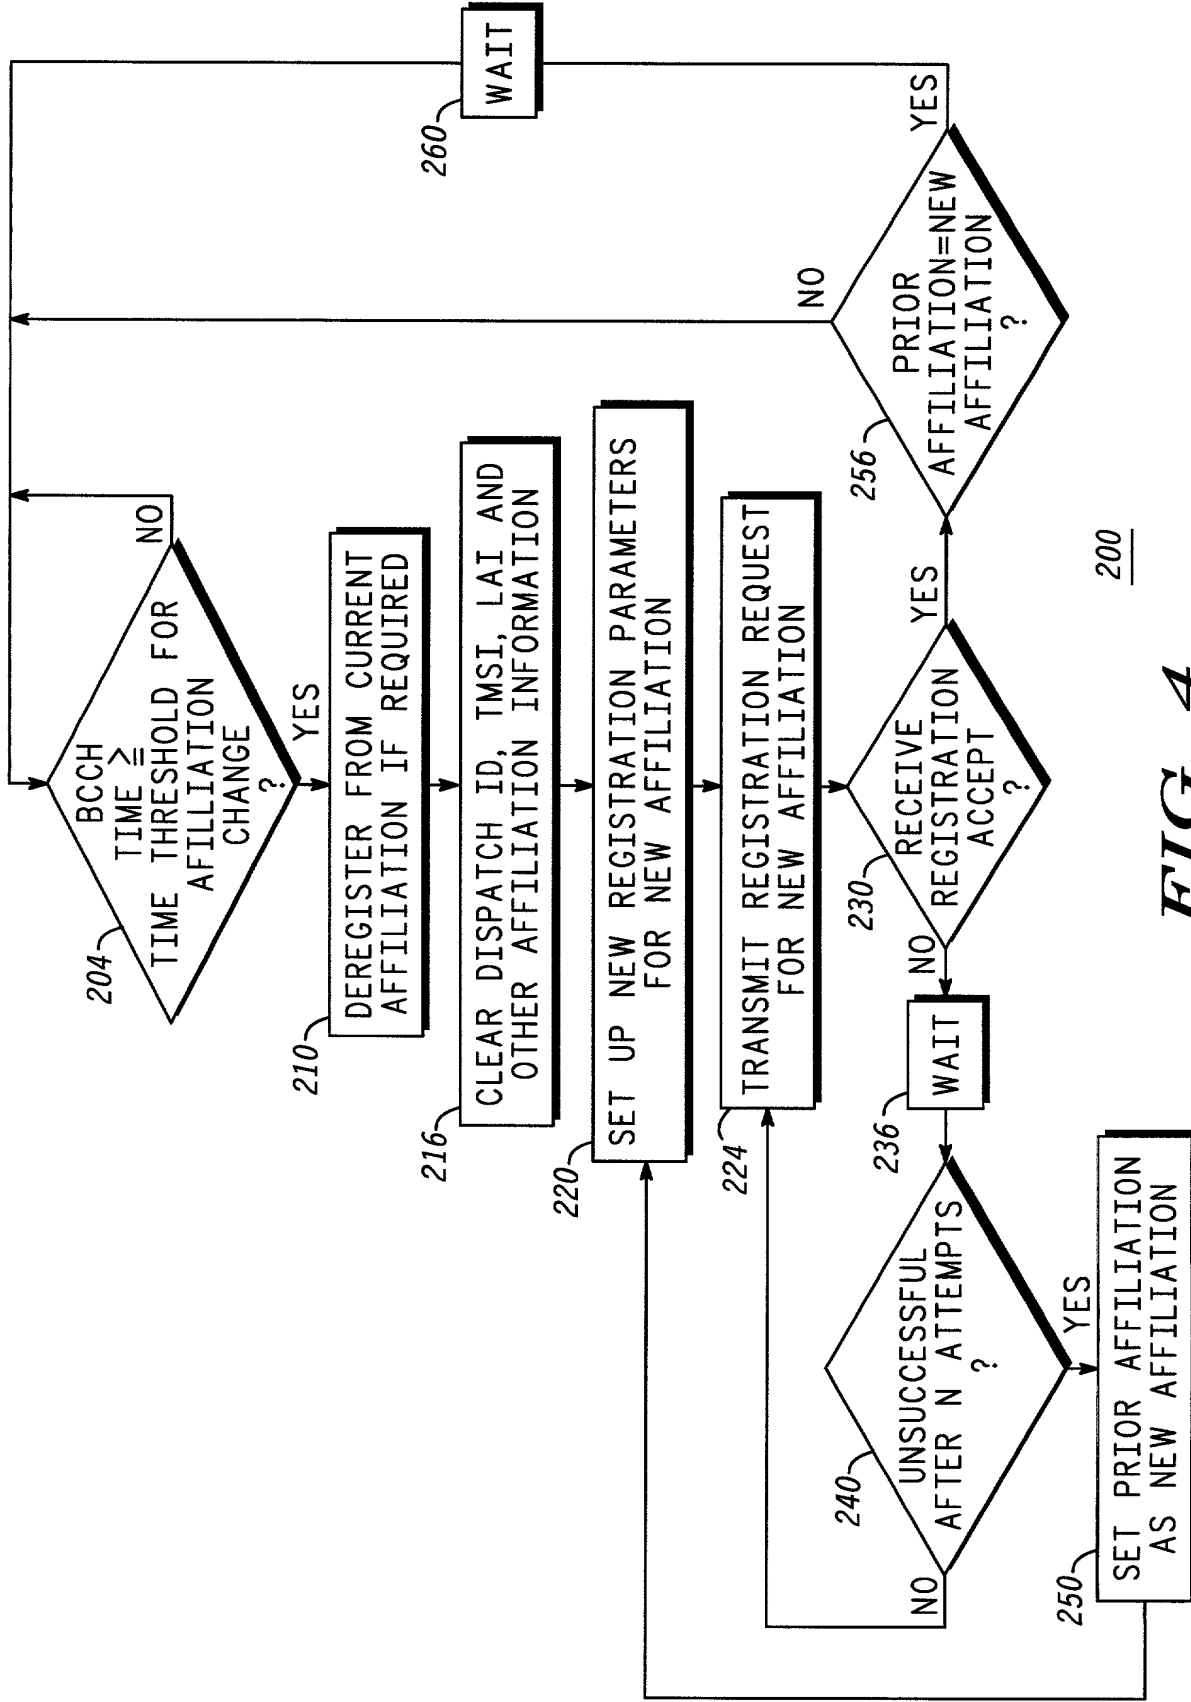 204
BCCH
TIME ≥
TIME THRESHOLD FOR
AFILLIATION
CHANGE
?
NO
YES
210
DEREGISTER FROM CURRENT
AFFILIATION IF REQUIRED
216
CLEAR DISPATCH ID, TMSI, LAI AND
OTHER AFFILIATION INFORMATION
260
WAIT
220
SET UP NEW REGISTRATION PARAMETERS
FOR NEW AFFILIATION
224
TRANSMIT REGISTRATION REQUEST
FOR NEW AFFILIATION
240
UNSUCCESSFUL
AFTER N ATTEMPTS
?
NO
YES
236
WAIT
NO
230
RECEIVE
REGISTRATION
ACCEPT
?
YES
256
PRIOR
AFFILIATION=NEW
AFFILIATION
?
NO
YES
250
SET PRIOR AFFILIATION
AS NEW AFFILIATION
200
FIG. 4